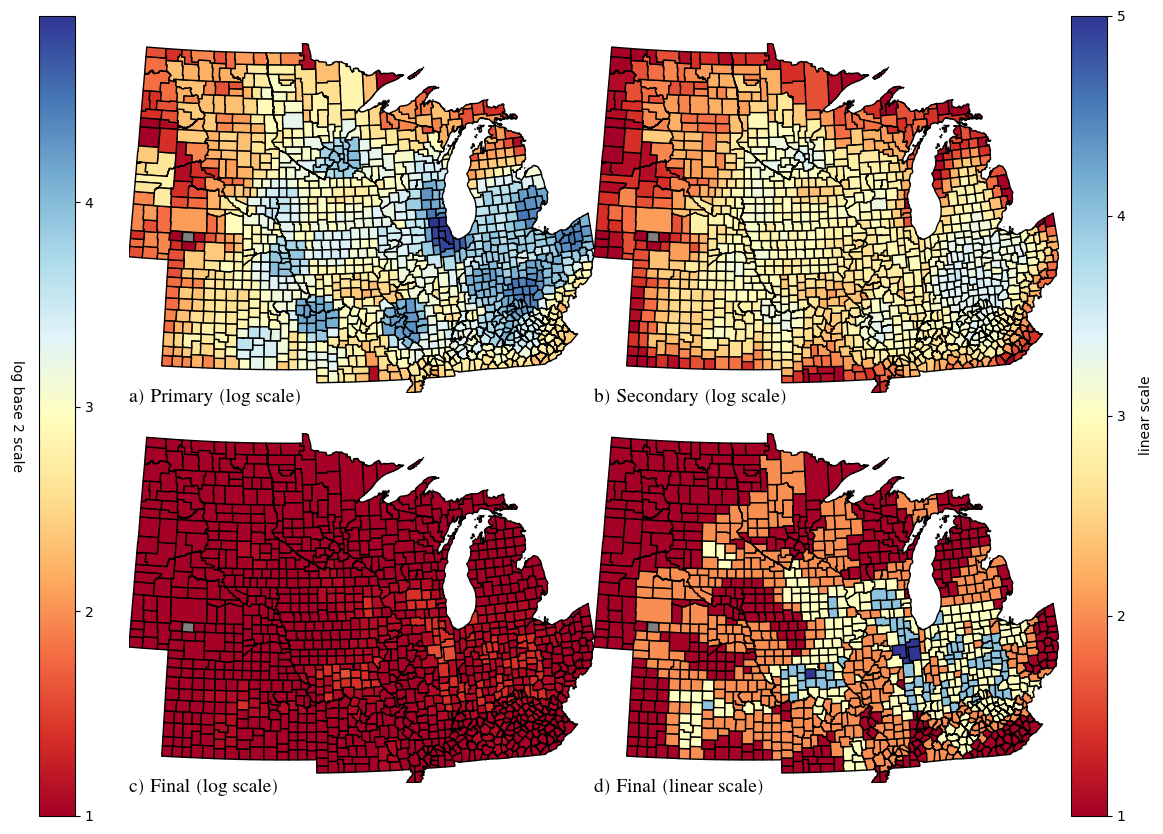 5
4
4
log base 2 scale
linear scale
3
3
a) Primary (log scale)
b) Secondary (log scale)
2
2
c) Final (log scale)
d) Final (linear scale)
1
1